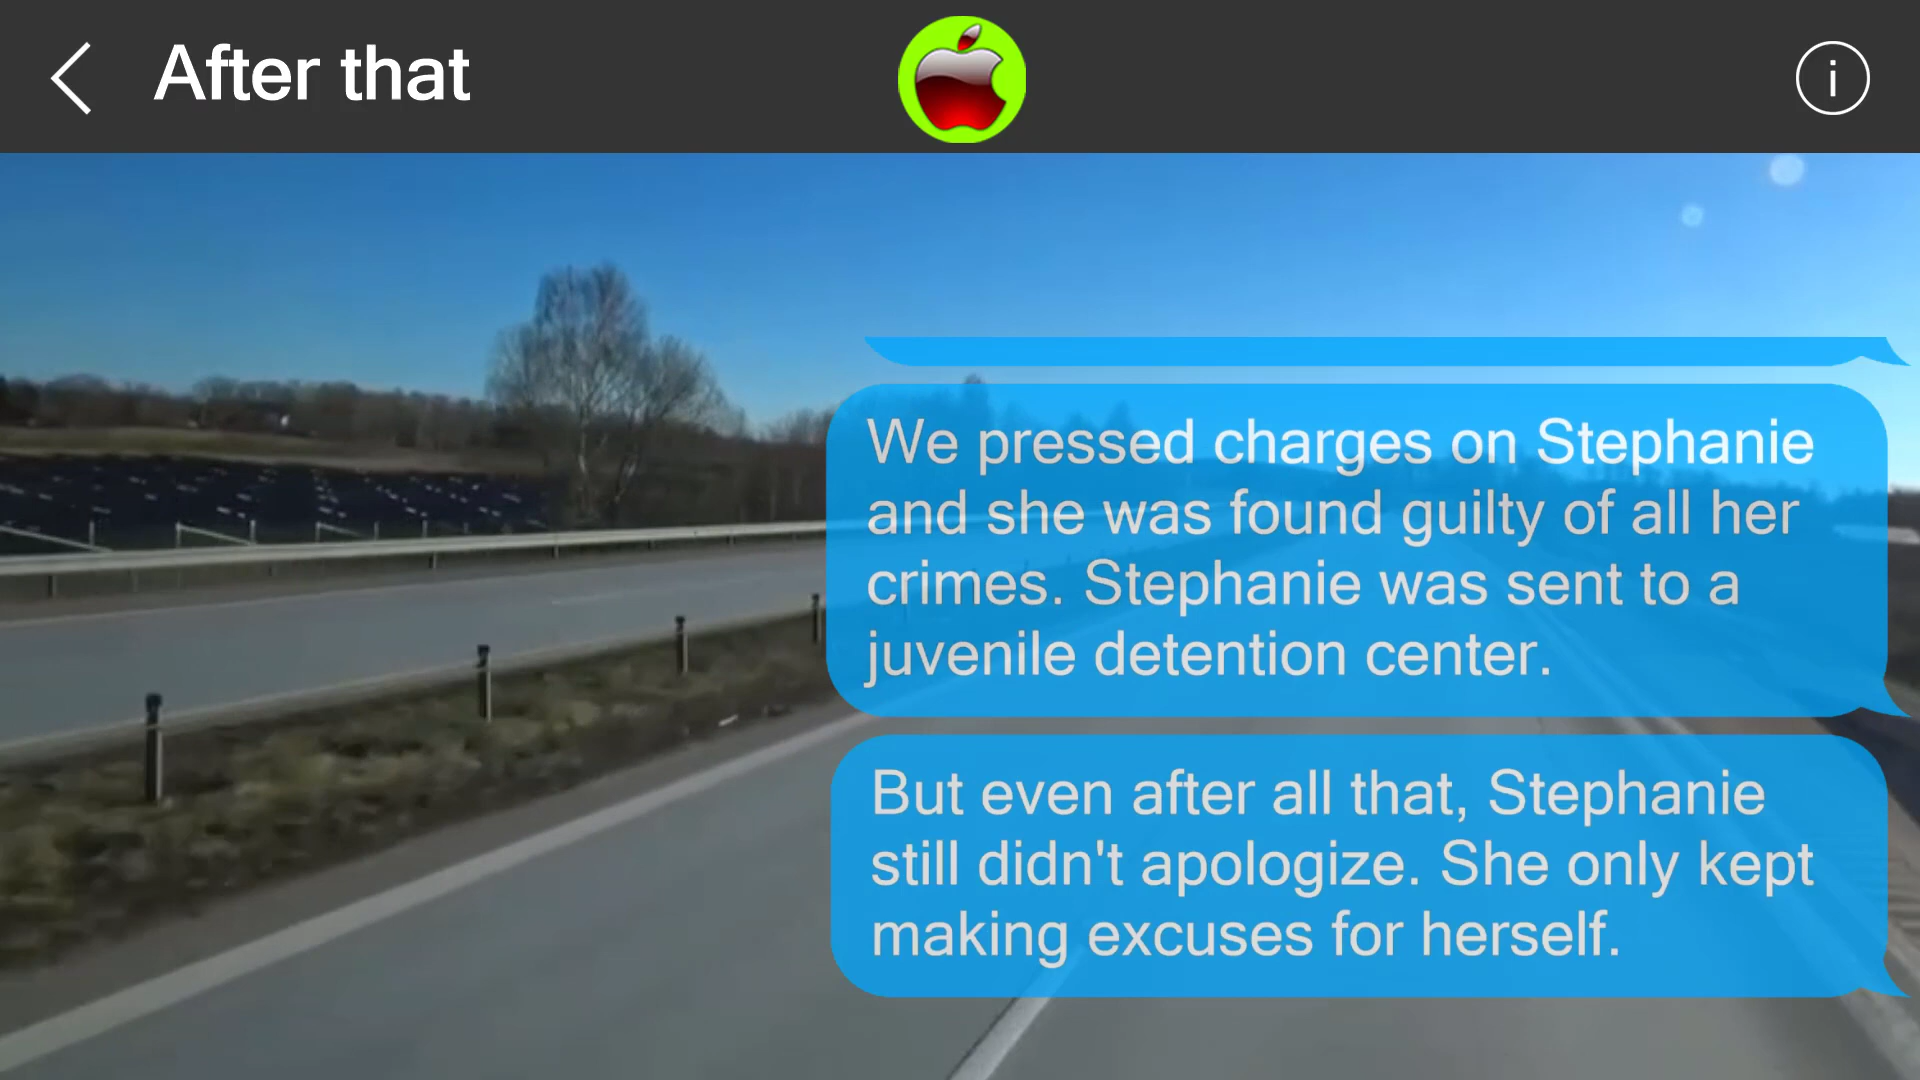 After that
i
We pressed charges on Stephanie
and she was found guilty of all her
crimes. Stephanie was sent to a
juvenile detention center.
But even after all that, Stephanie
still didn't apologize. She only kept
making excuses for herself.